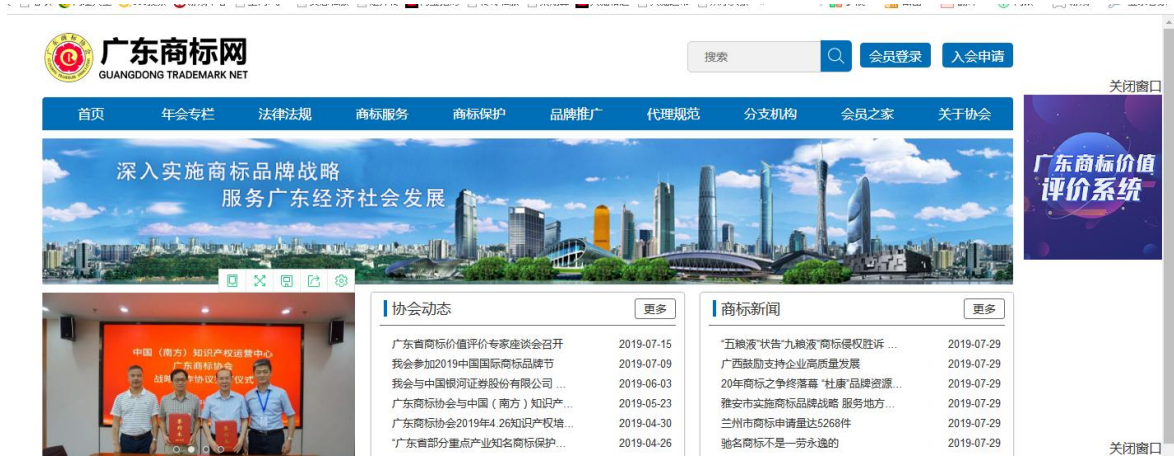 广东商标网
GUANGDONG TRADEMARK NET
搜索
会员登录
入会申请
关闭窗口
首页 年会专栏 法律法规 商标服务 商标保护 品牌推广 代理规范 分支机构 会员之家 关于协会
深入实施商标品牌战略
服务广东经济社会发展
广东商标价值
评价系统
中国（南方）知识产权运营中心
广东商标协会
协会动态 更多
广东省商标价值评价专家座谈会召开 2019-07-15
我会参加2019中国国际商标品牌节 2019-07-09
我会与中国银河证券股份有限公司 ... 2019-06-03
广东商标协会与中国（南方）知识产... 2019-05-23
广东商标协会2019年4.26知识产权培... 2019-04-30
“广东省部分重点产业知名商标保护... 2019-04-26
商标新闻 更多
“五粮液”状告“九粮液”商标侵权胜诉 ... 2019-07-29
广西鼓励支持企业高质量发展 2019-07-29
20年商标之争终落幕 “杜康”品牌资源... 2019-07-29
雅安市实施商标品牌战略 服务地方... 2019-07-29
兰州市商标申请量达5268件 2019-07-29
驰名商标不是一劳永逸的 2019-07-29
关闭窗口